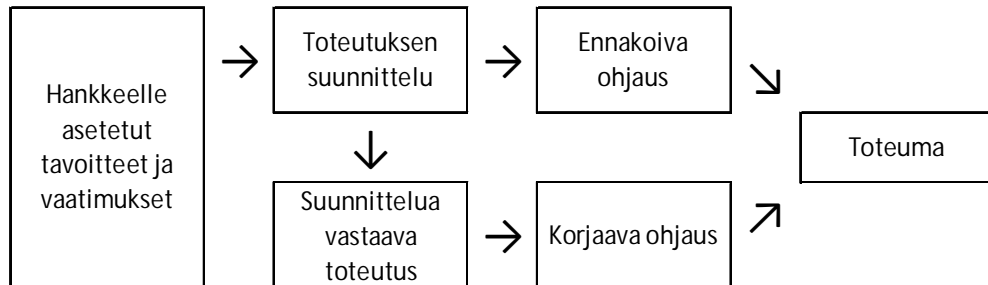 Hankkeelle
asetetut
tavoitteet ja
vaatimukset
Toteutuksen
suunnittelu
Ennakoiva
ohjaus
Suunnittelua
vastaava
toteutus
Korjaava ohjaus
Toteuma